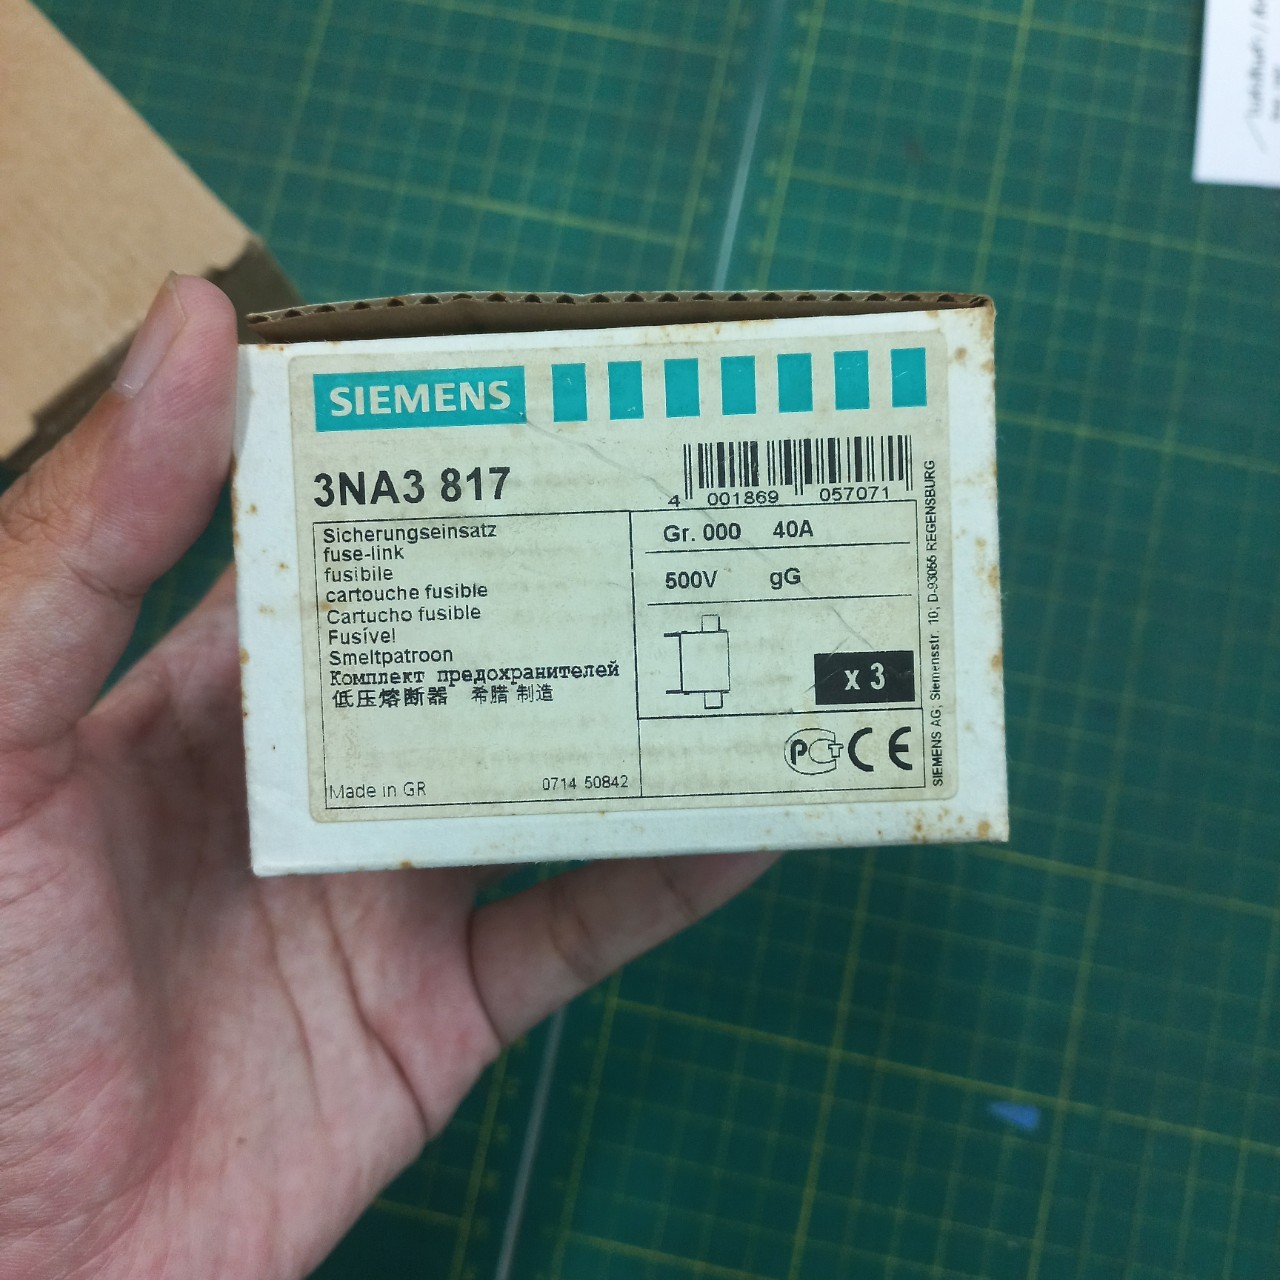 SIEMENS
3NA3 817
4 001869 057071
Sicherungseinsatz
fuse-link
fusibile
cartouche fusible
Cartucho fusible
Fusível
Smeltpatroon
Комплект предохранителей
低压熔断器 希腊 制造
Made in GR 0714 50842
Gr. 000 40A
500V gG
x 3
PCT CE
SIEMENS AG; Siemensstr. 10; D-93055 REGENSBURG